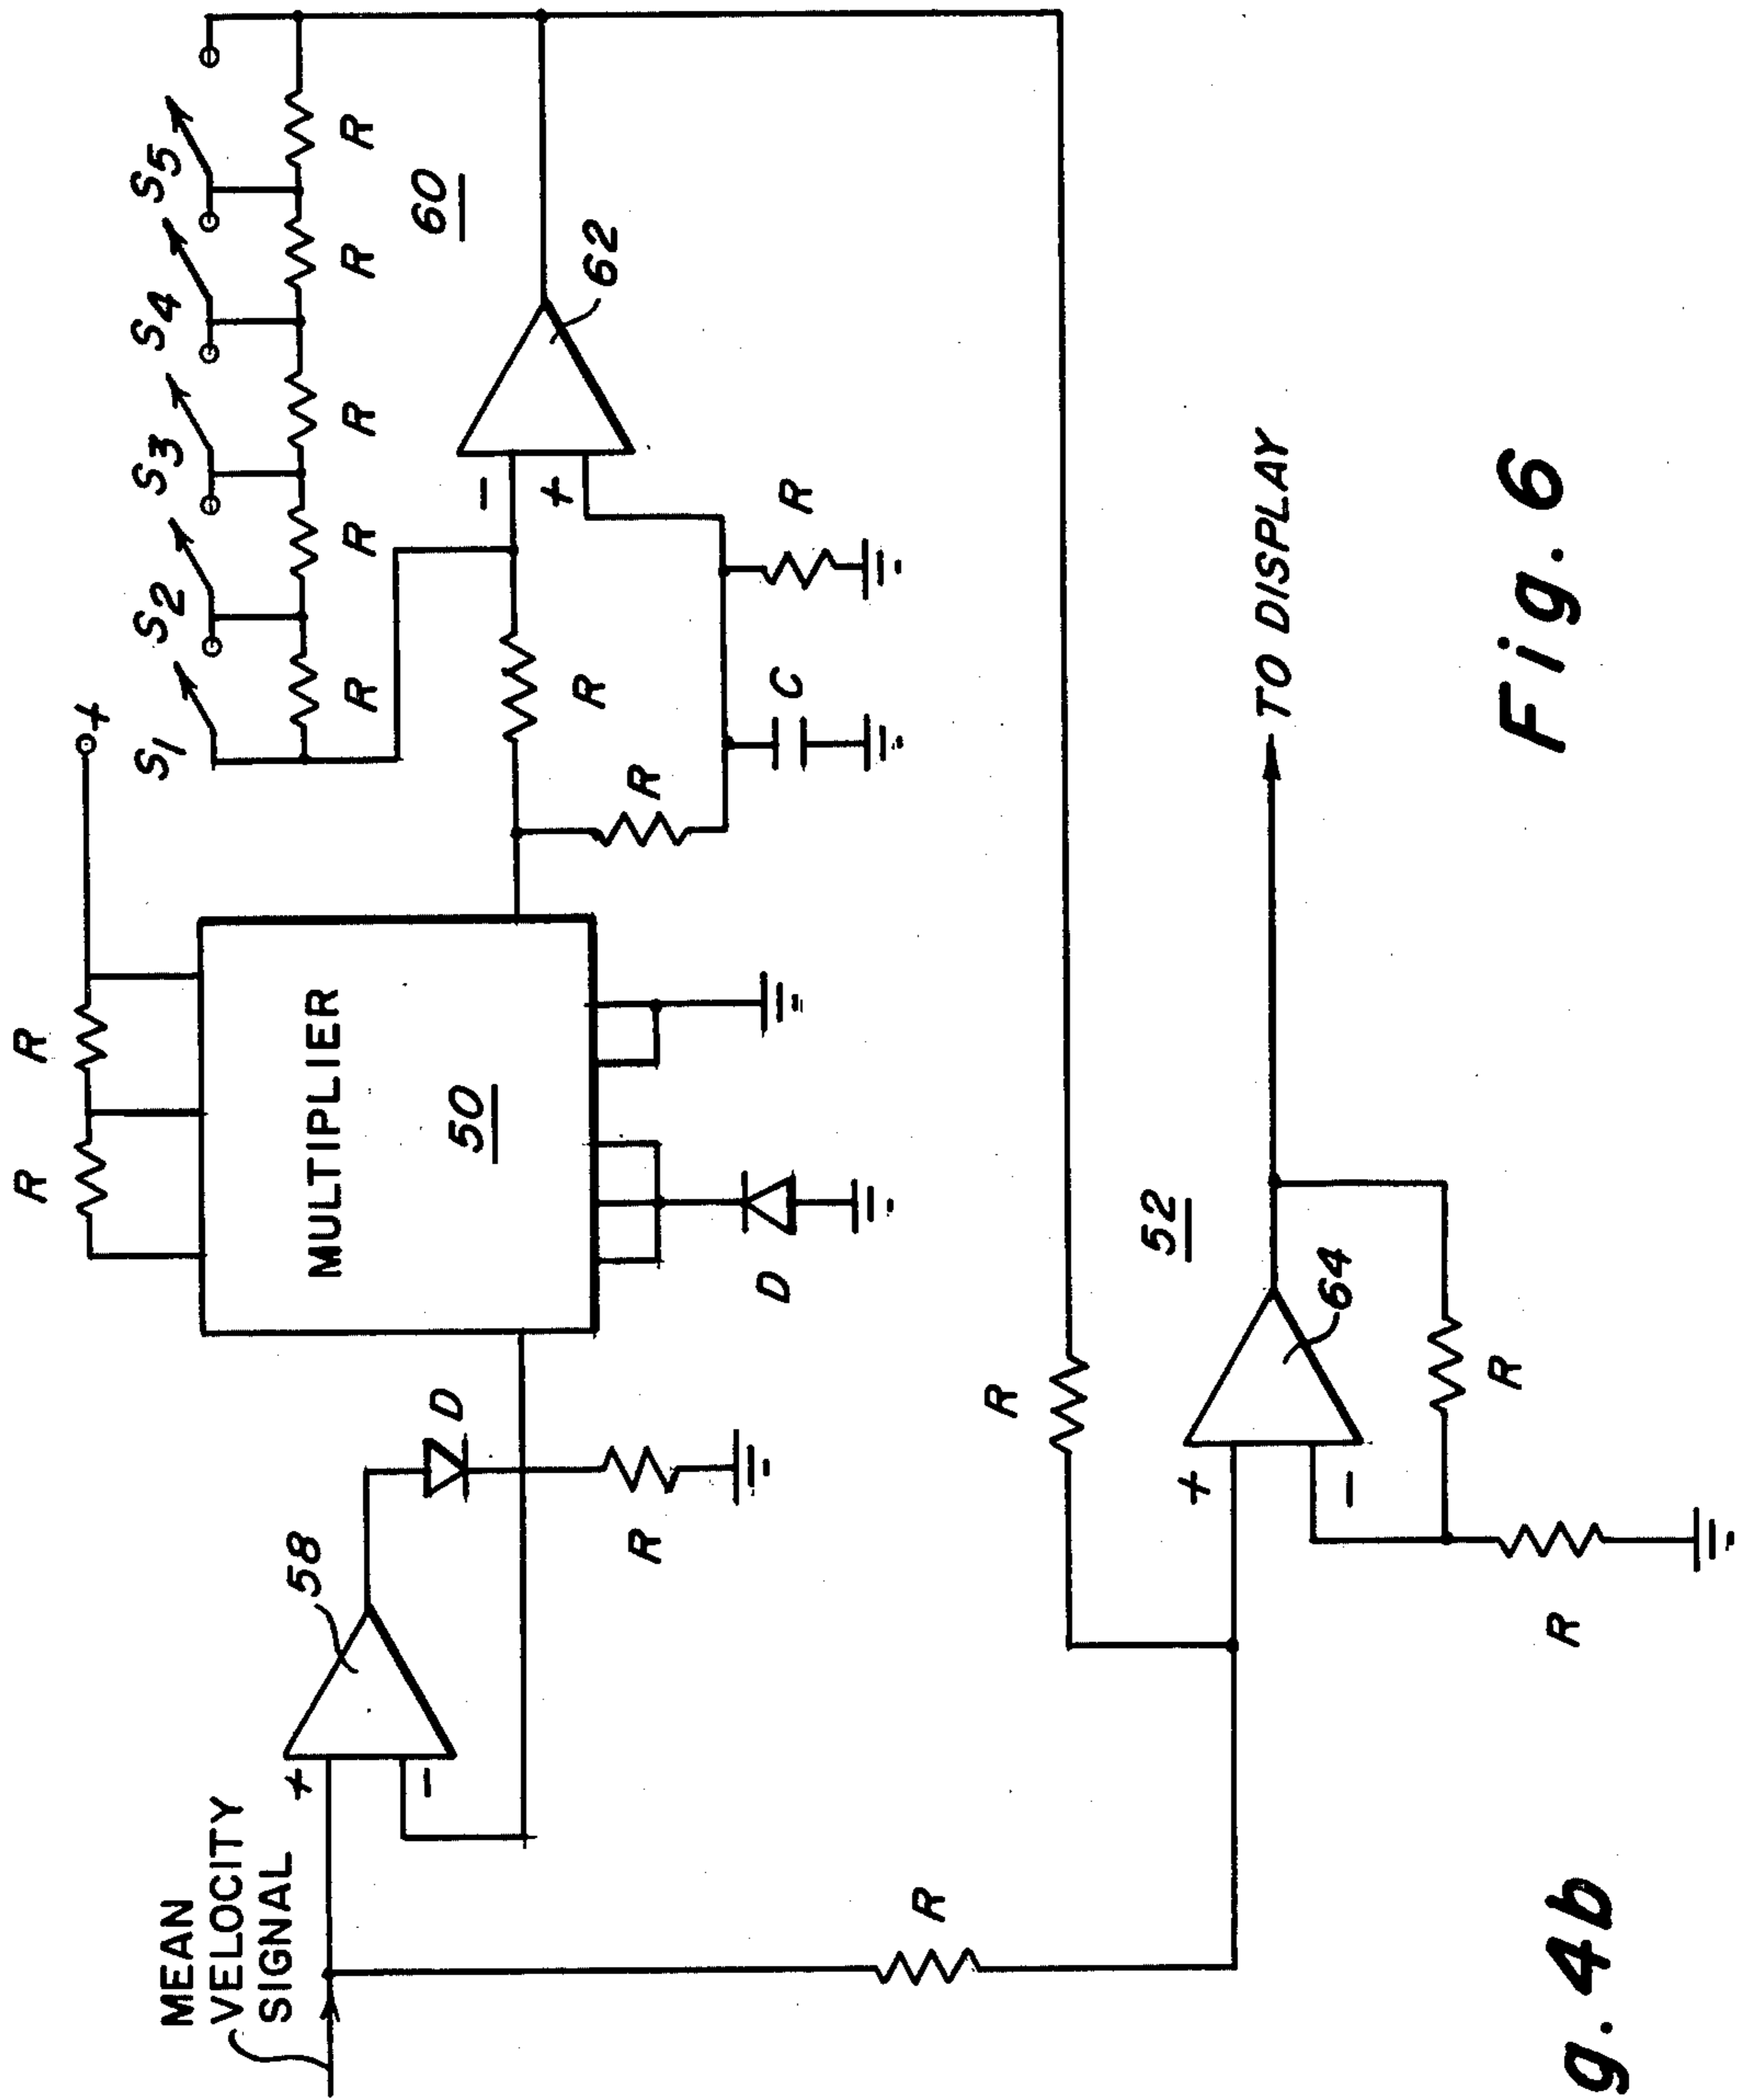 MEAN
VELOCITY
SIGNAL
+
-
58
D
R
R
R
MULTIPLIER
50
D
+
S1
S2
S3
S4
S5
R
R
R
R
R
60
R
R
C
R
-
+
62
R
R
+
-
64
52
R
R
TO DISPLAY
g. 4b
Fig. 6